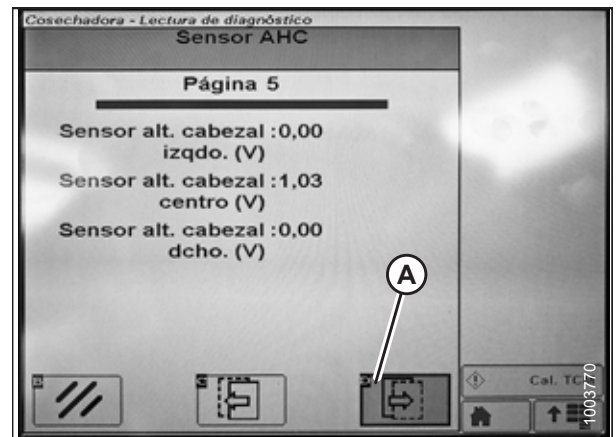 Cosechadora - Lectura de diagnóstico
Sensor AHC
Página 5
Sensor alt. cabezal :0,00
izqdo. (V)
Sensor alt. cabezal :1,03
centro (V)
Sensor alt. cabezal :0,00
dcho. (V)
A
B
G
D
Cal. TC
1003770